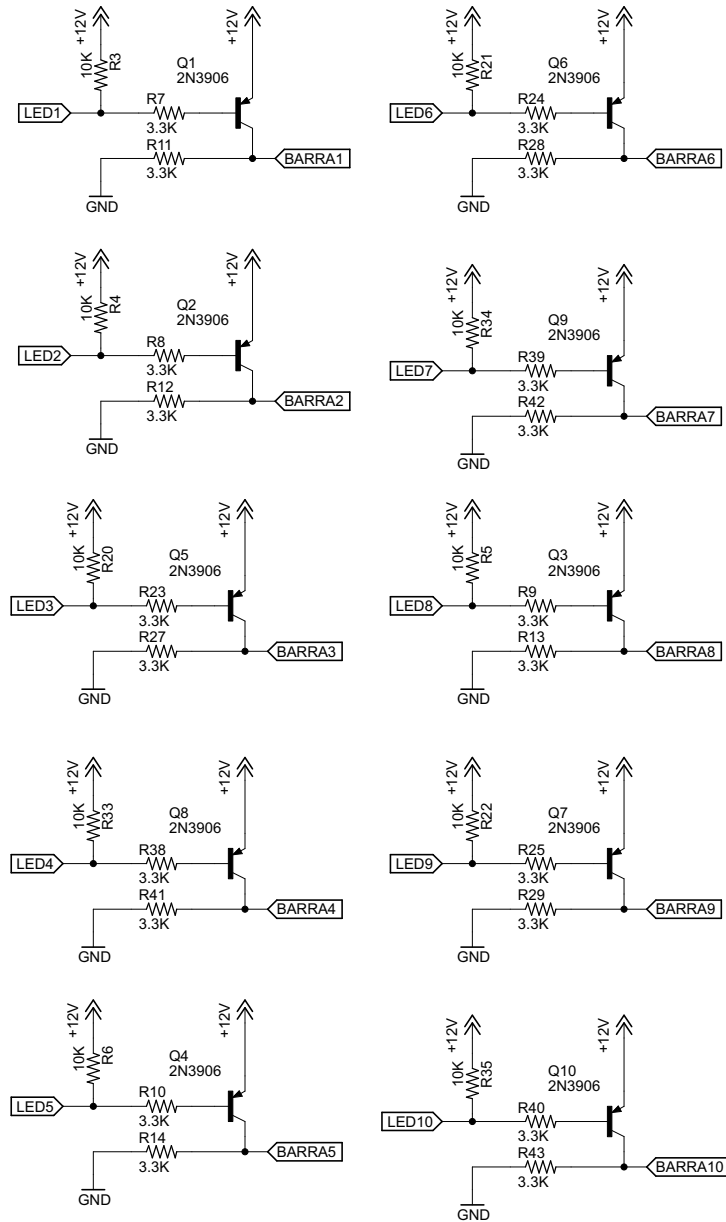 +12V
10K
R3
Q1
2N3906
+12V
LED1
R7
3.3K
R11
3.3K
BARRA1
GND
+12V
10K
R21
Q6
2N3906
+12V
LED6
R24
3.3K
R28
3.3K
BARRA6
GND
+12V
10K
R4
Q2
2N3906
+12V
LED2
R8
3.3K
R12
3.3K
BARRA2
GND
+12V
10K
R34
Q9
2N3906
+12V
LED7
R39
3.3K
R42
3.3K
BARRA7
GND
+12V
10K
R20
Q5
2N3906
+12V
LED3
R23
3.3K
R27
3.3K
BARRA3
GND
+12V
10K
R5
Q3
2N3906
+12V
LED8
R9
3.3K
R13
3.3K
BARRA8
GND
+12V
10K
R33
Q8
2N3906
+12V
LED4
R38
3.3K
R41
3.3K
BARRA4
GND
+12V
10K
R22
Q7
2N3906
+12V
LED9
R25
3.3K
R29
3.3K
BARRA9
GND
+12V
10K
R6
Q4
2N3906
+12V
LED5
R10
3.3K
R14
3.3K
BARRA5
GND
+12V
10K
R35
Q10
2N3906
+12V
LED10
R40
3.3K
R43
3.3K
BARRA10
GND